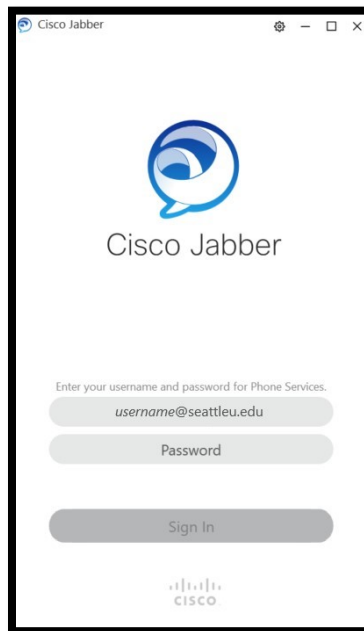 Cisco Jabber
Cisco Jabber
Enter your username and password for Phone Services.
username@seattleu.edu
Password
Sign In
CISCO